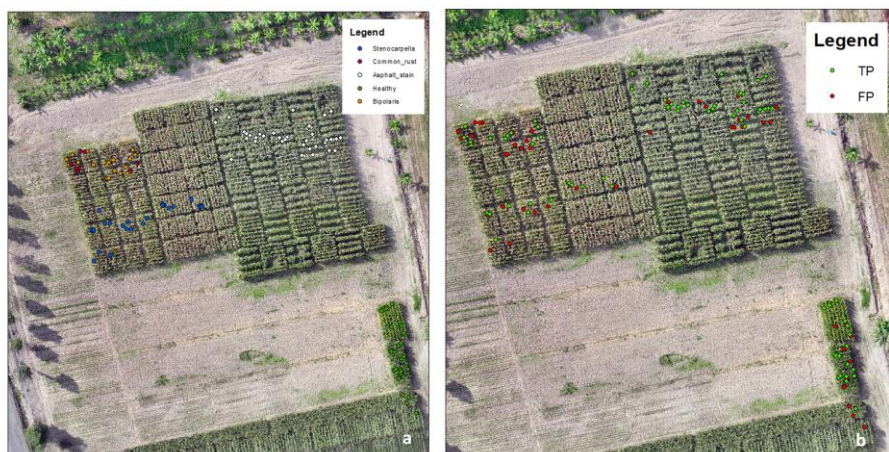 Legend
Stenocarpella
Common_rust
Asphalt_stain
Healthy
Bipolaris
a
Legend
TP
FP
b